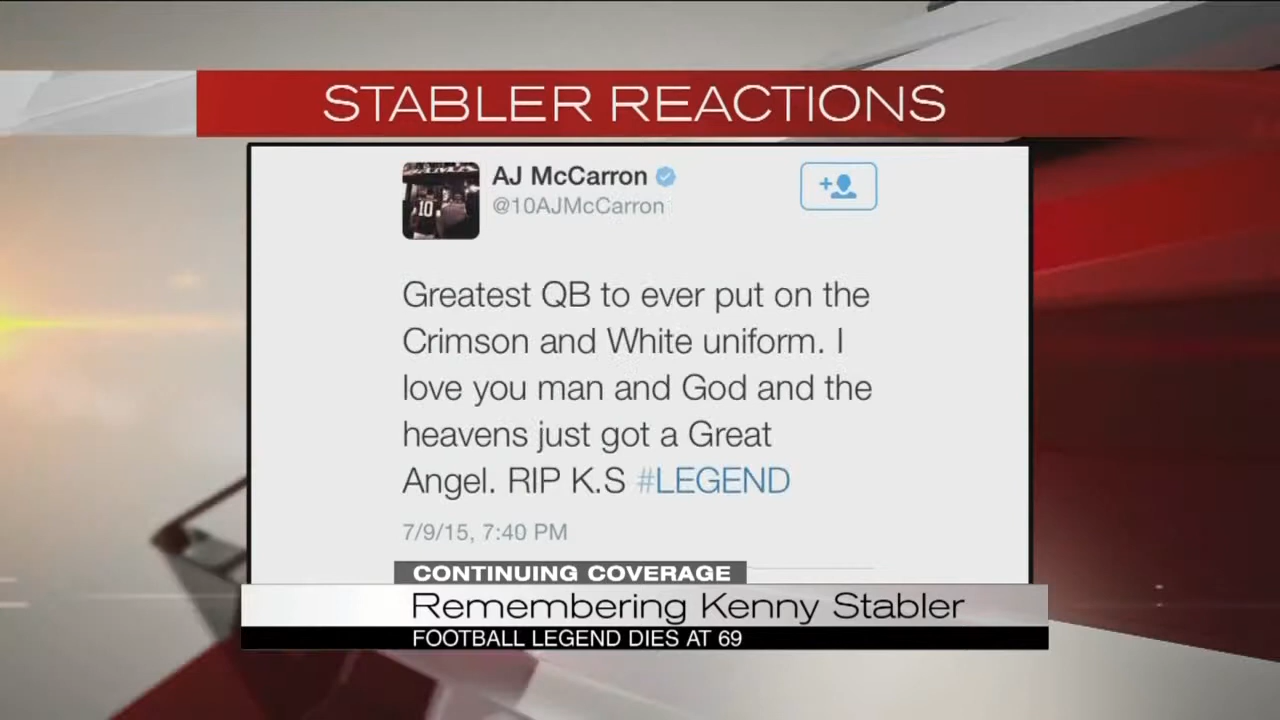 STABLER REACTIONS
AJ McCarron
@10AJMcCarron
10
Greatest QB to ever put on the
Crimson and White uniform. I
love you man and God and the
heavens just got a Great
Angel. RIP K.S #LEGEND
7/9/15, 7:40 PM
CONTINUING COVERAGE
Remembering Kenny Stabler
FOOTBALL LEGEND DIES AT 69